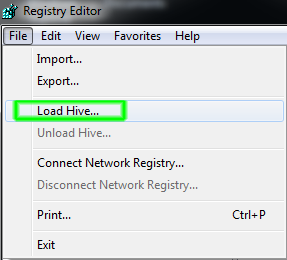 Registry Editor
File Edit View Favorites Help
Import...
Export...
Load Hive...
Unload Hive...
Connect Network Registry...
Disconnect Network Registry...
Print... Ctrl+P
Exit